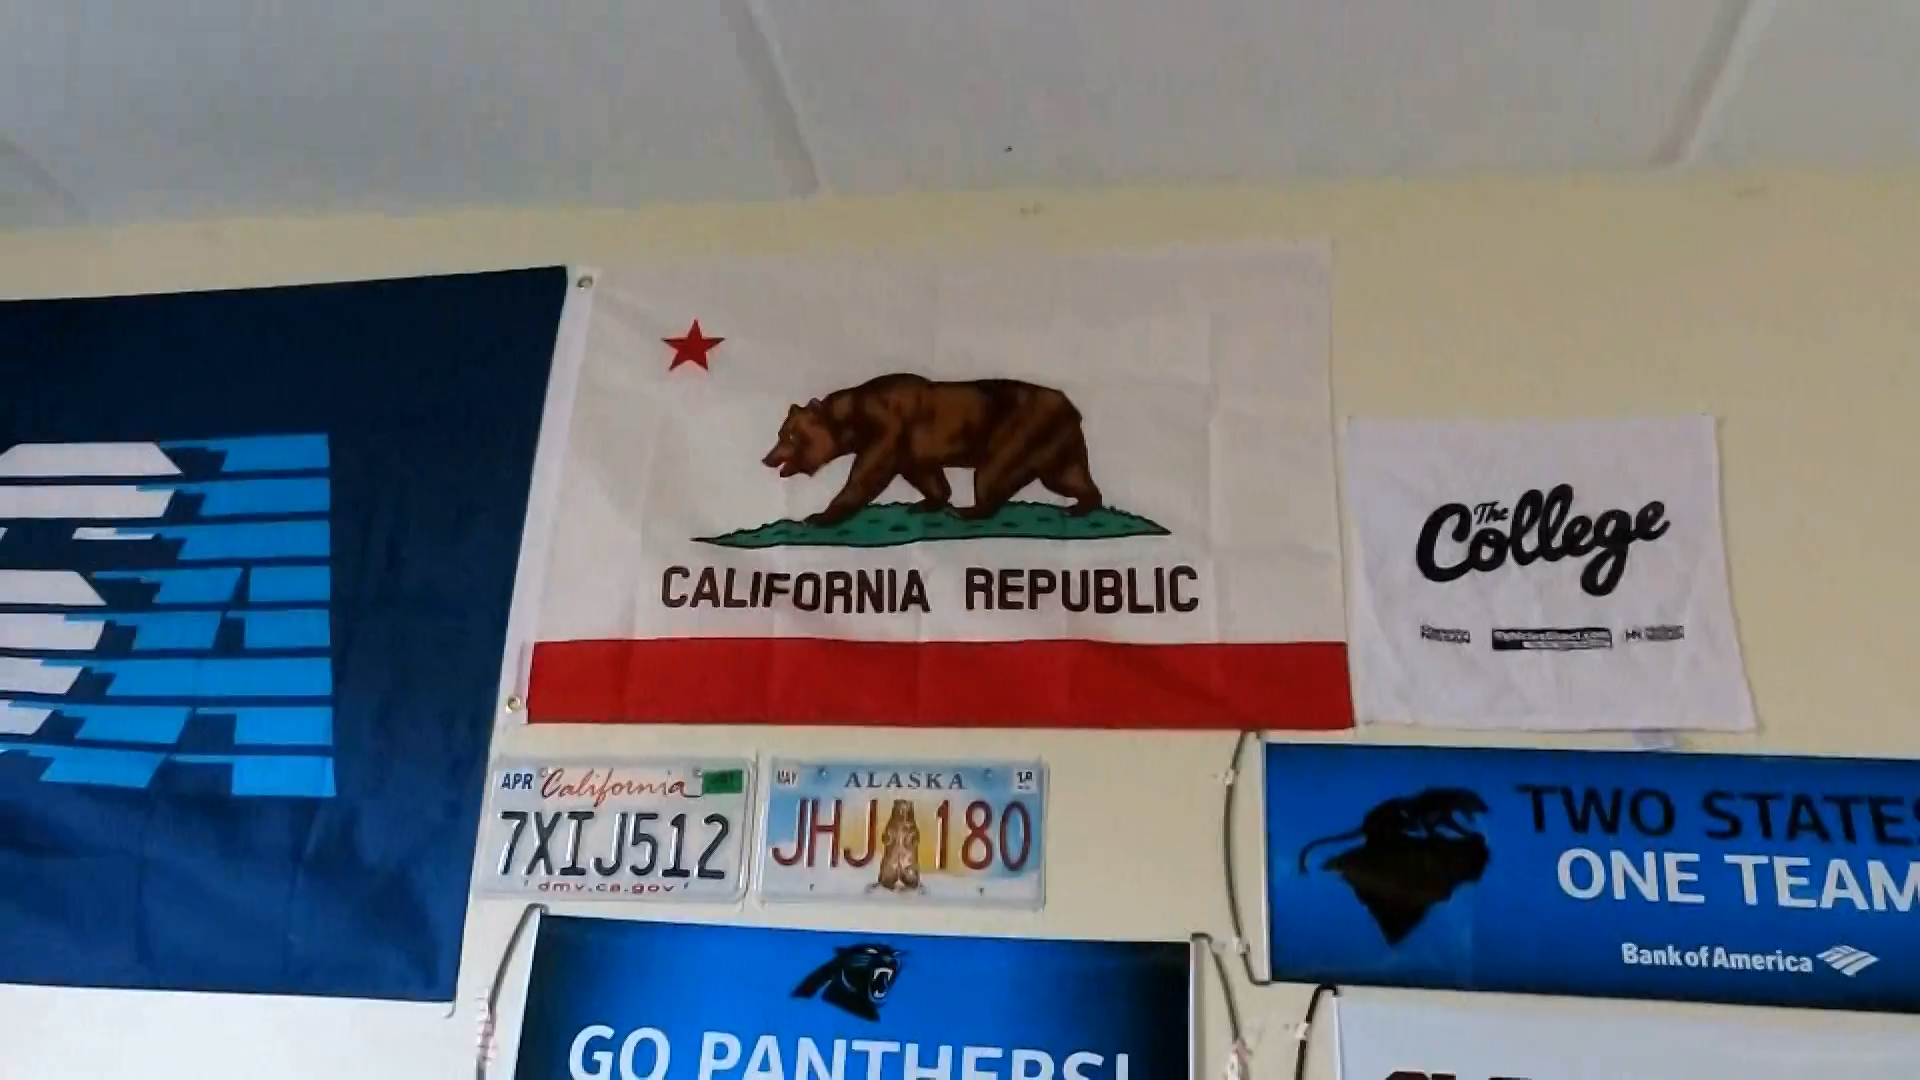 CALIFORNIA REPUBLIC
The
College
APR California
7XIJ512
dmv.ca.gov
MAY ALASKA
JHJ 180
TWO STATES
ONE TEAM
Bank of America
GO PANTHERS!